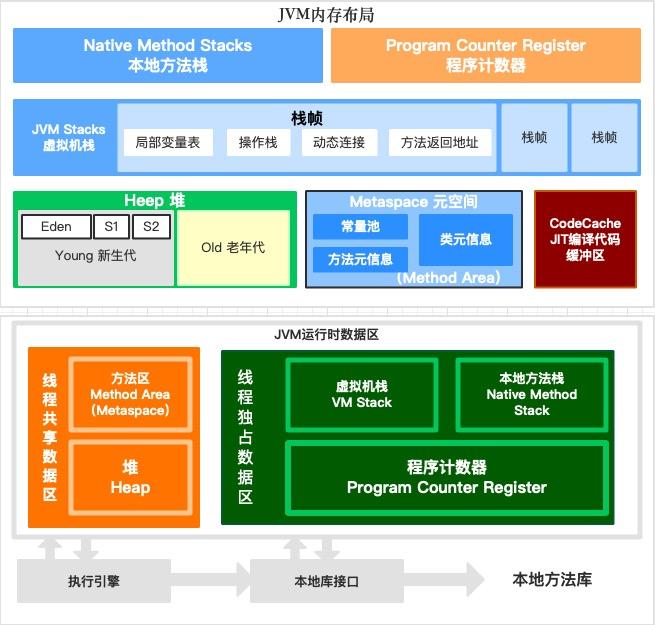 JVM内存布局
Native Method Stacks
本地方法栈
Program Counter Register
程序计数器
JVM Stacks
虚拟机栈
栈帧
局部变量表
操作栈
动态连接
方法返回地址
栈帧
栈帧
Heep 堆
Eden
S1
S2
Young 新生代
Old 老年代
Metaspace 元空间
常量池
方法元信息
类元信息
(Method Area)
CodeCache
JIT编译代码
缓冲区
JVM运行时数据区
线程共享数据区
方法区
Method Area
(Metaspace)
堆
Heap
线程独占数据区
虚拟机栈
VM Stack
本地方法栈
Native Method
Stack
程序计数器
Program Counter Register
执行引擎
本地库接口
本地方法库